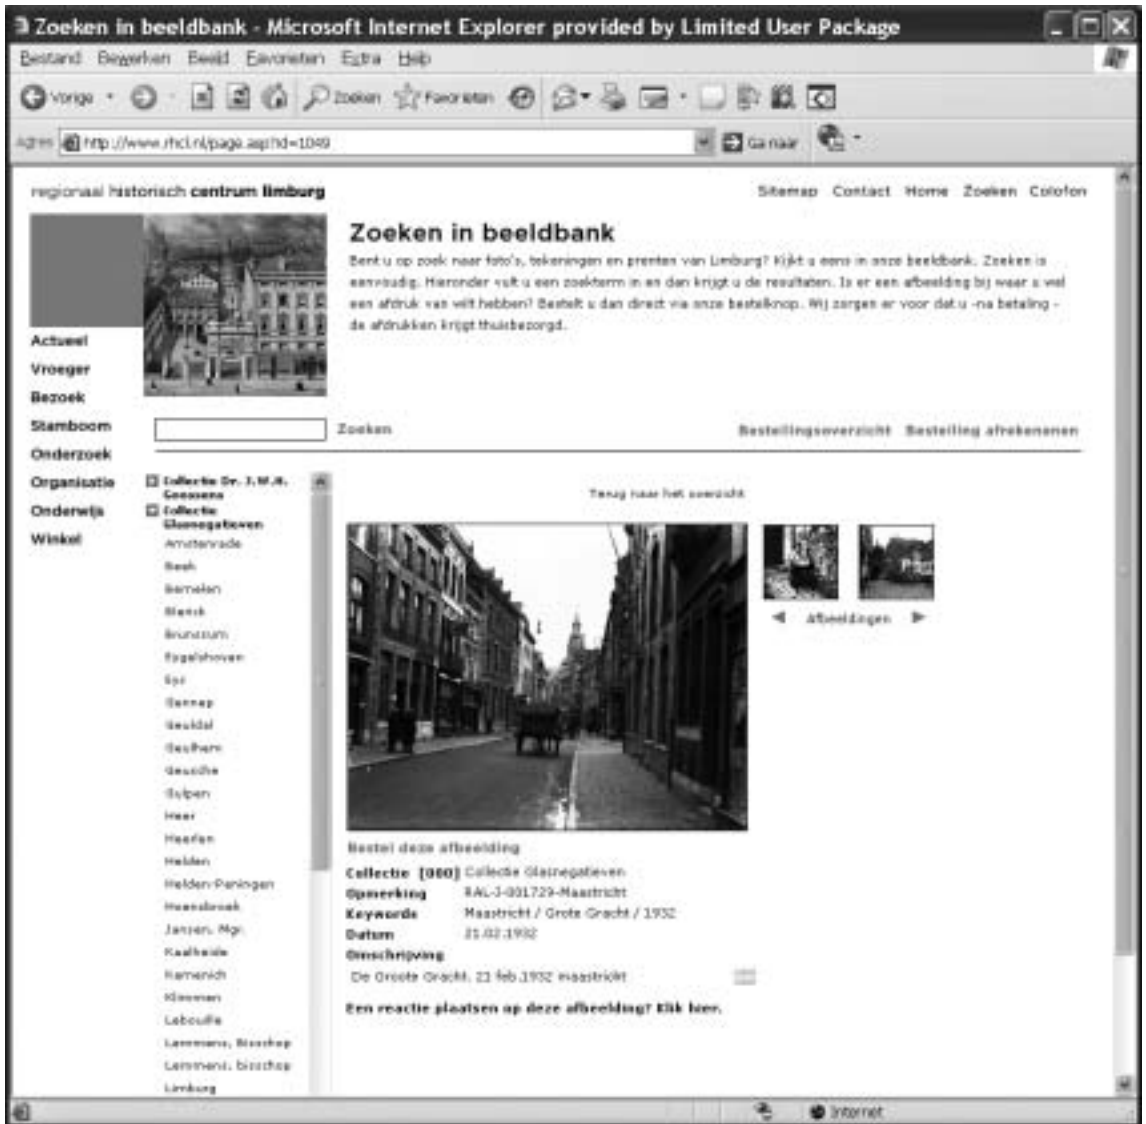 Zoeken in beeldbank - Microsoft Internet Explorer provided by Limited User Package
Bestand Bewerken Beeld Favorieten Extra Help
Vorige Zoeken Favorieten
Adres http://www.rhcl.nl/page.asp?id=1049 Ga naar
regionaal historisch centrum limburg
Sitemap Contact Home Zoeken Colofon
Zoeken in beeldbank
Bent u op zoek naar foto's, tekeningen en prenten van Limburg? Kijkt u eens in onze beeldbank. Zoeken is
eenvoudig. Hieronder vult u een zoekterm in en dan krijgt u de resultaten. Is er een afbeelding bij waar u wel
een afdruk van wilt hebben? Bestelt u dan direct via onze bestelknop. Wij zorgen er voor dat u -na betaling -
de afdrukken krijgt thuisbezorgd.
Actueel
Vroeger
Bezoek
Stamboom
Onderzoek
Organisatie
Onderwijs
Winkel
Zoeken
Bestellingsoverzicht Bestelling afrekenenen
Collectie Dr. J.W.H.
Goossens
Collectie
Glasnegatieven
Amstenrade
Beek
Bemelen
Blerick
Brunssum
Eygelshoven
Eys
Gennep
Geuldal
Geulhem
Geusche
Gulpen
Heer
Heerlen
Helden
Helden-Paningen
Hoensbroek
Jansen, Mgr.
Kaalheide
Klimmen
Lebouille
Lemmens, Bisschop
Lemmens, bisschop
Limburg
Terug naar het overzicht
Afbeeldingen
Bestel deze afbeelding
Collectie [000] Collectie Glasnegatieven
Opmerking RAL-J-001729-Maastricht
Keywords Maastricht / Grote Gracht / 1932
Datum 21.02.1932
Omschrijving
De Groote Gracht, 21 feb.1932 maastricht
Een reactie plaatsen op deze afbeelding? Klik hier.
Internet